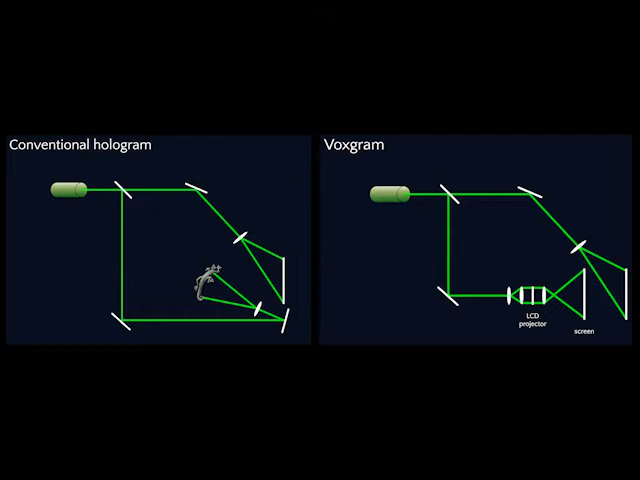 Conventional hologram
Voxgram
LCD
projector
screen